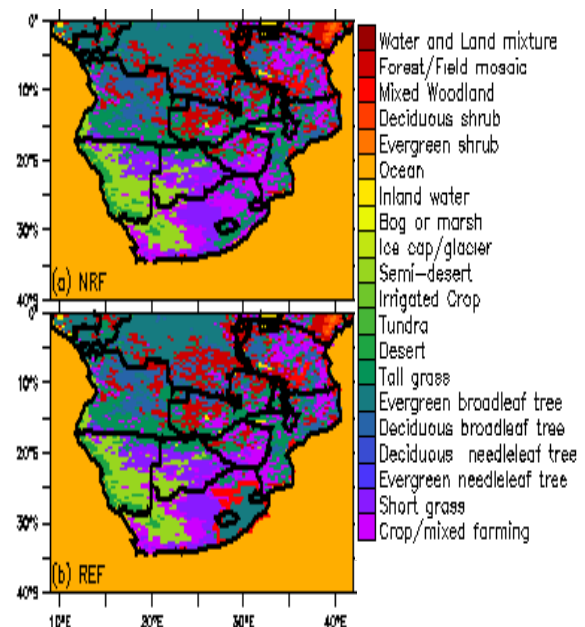 0°
10°S
20°S
30°S
40°S
(a) NRF
0°
10°S
20°S
30°S
40°S
(b) REF
10°E
20°E
30°E
40°E
Water and Land mixture
Forest/Field mosaic
Mixed Woodland
Deciduous shrub
Evergreen shrub
Ocean
Inland water
Bog or marsh
Ice cap/glacier
Semi-desert
Irrigated Crop
Tundra
Desert
Tall grass
Evergreen broadleaf tree
Deciduous broadleaf tree
Deciduous needleleaf tree
Evergreen needleleaf tree
Short grass
Crop/mixed farming